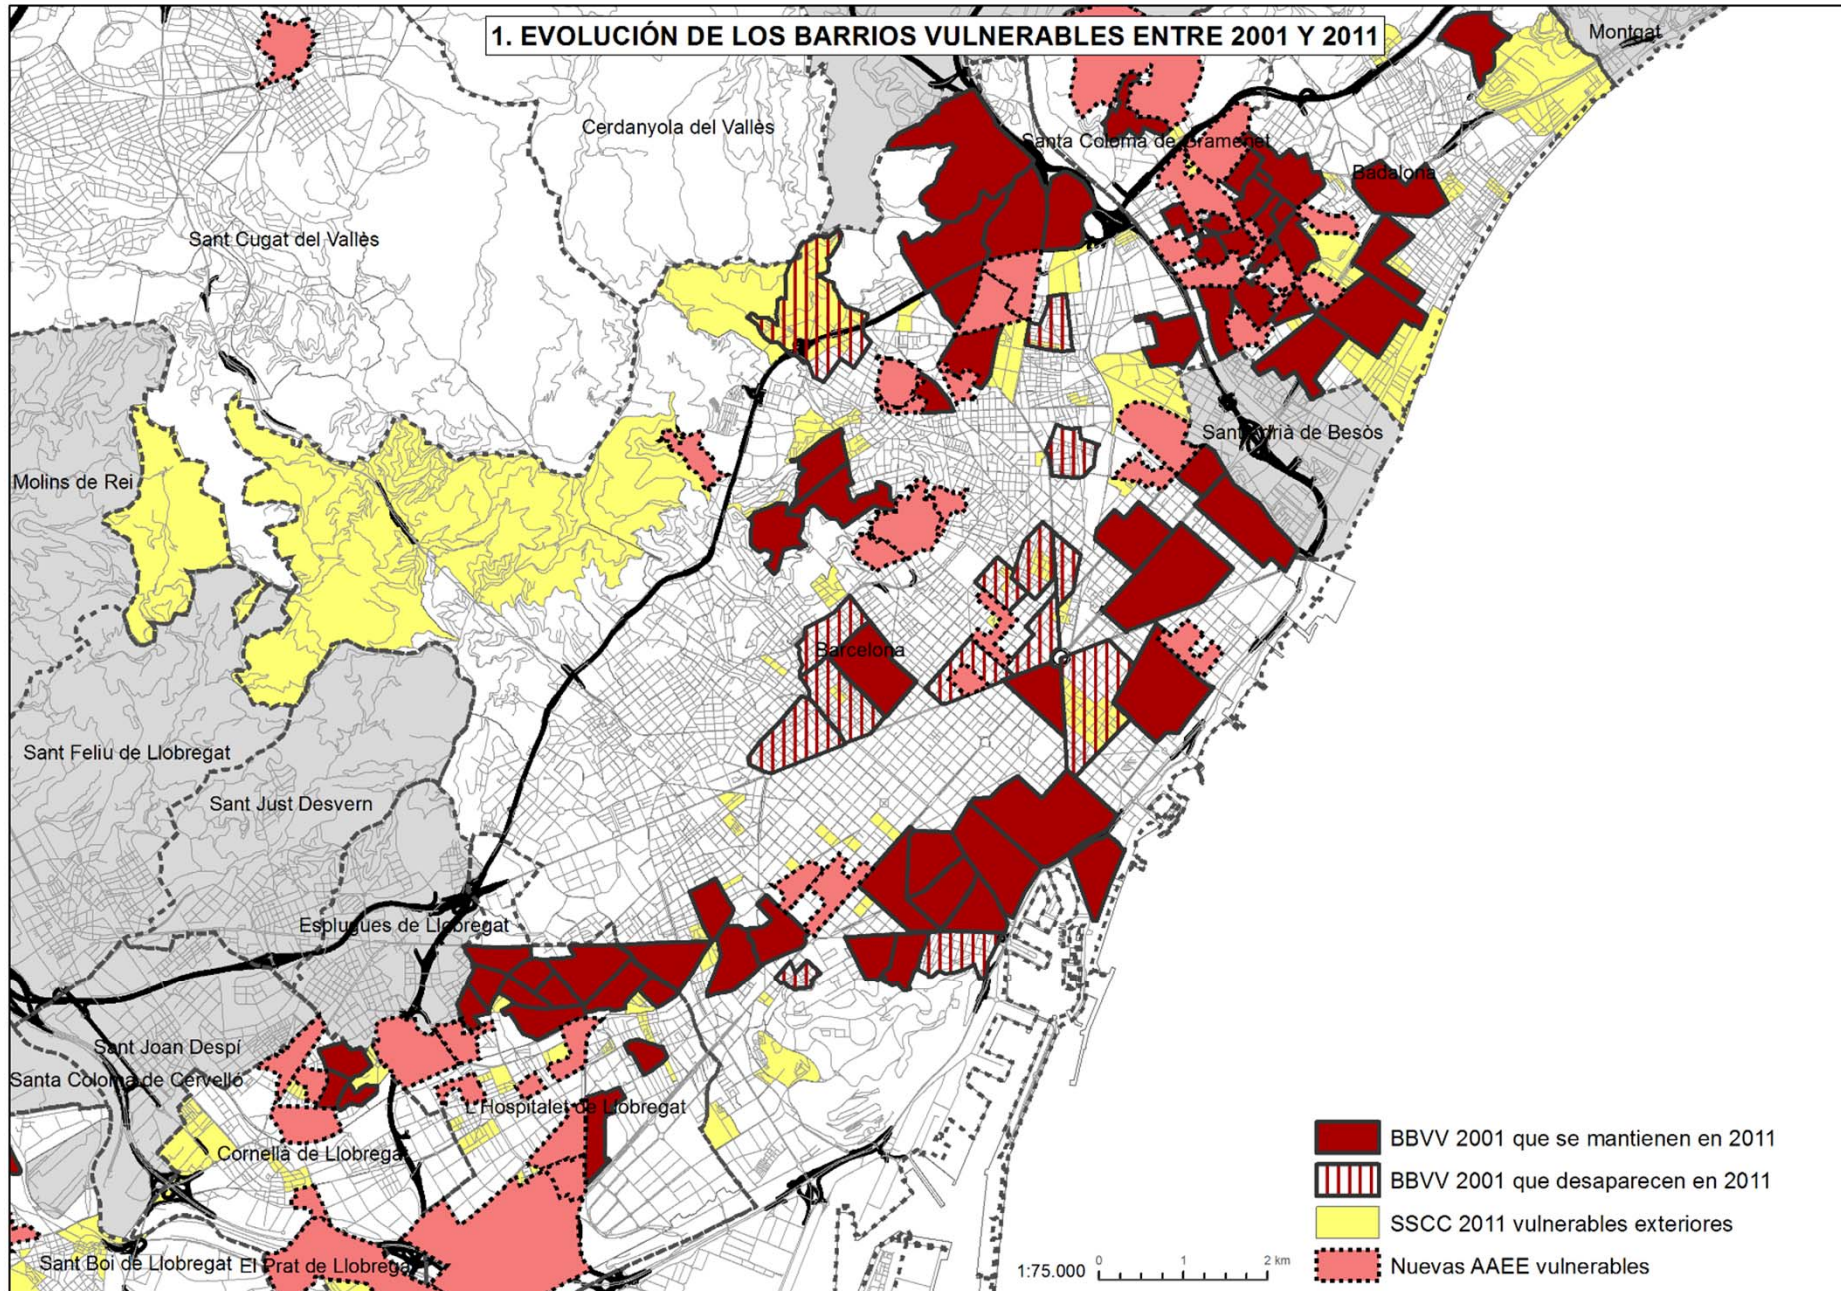 1. EVOLUCIÓN DE LOS BARRIOS VULNERABLES ENTRE 2001 Y 2011
Montgat
Cerdanyola del Vallès
Santa Coloma de Gramenet
Badalona
Sant Cugat del Vallès
Sant Adrià de Besòs
Molins de Rei
Barcelona
Sant Feliu de Llobregat
Sant Just Desvern
Esplugues de Llobregat
Sant Joan Despí
Santa Coloma de Cervelló
L'Hospitalet de Llobregat
Cornellà de Llobregat
Sant Boi de Llobregat
El Prat de Llobregat
BBVV 2001 que se mantienen en 2011
BBVV 2001 que desaparecen en 2011
SSCC 2011 vulnerables exteriores
Nuevas AAEE vulnerables
1:75.000
0 1 2 km